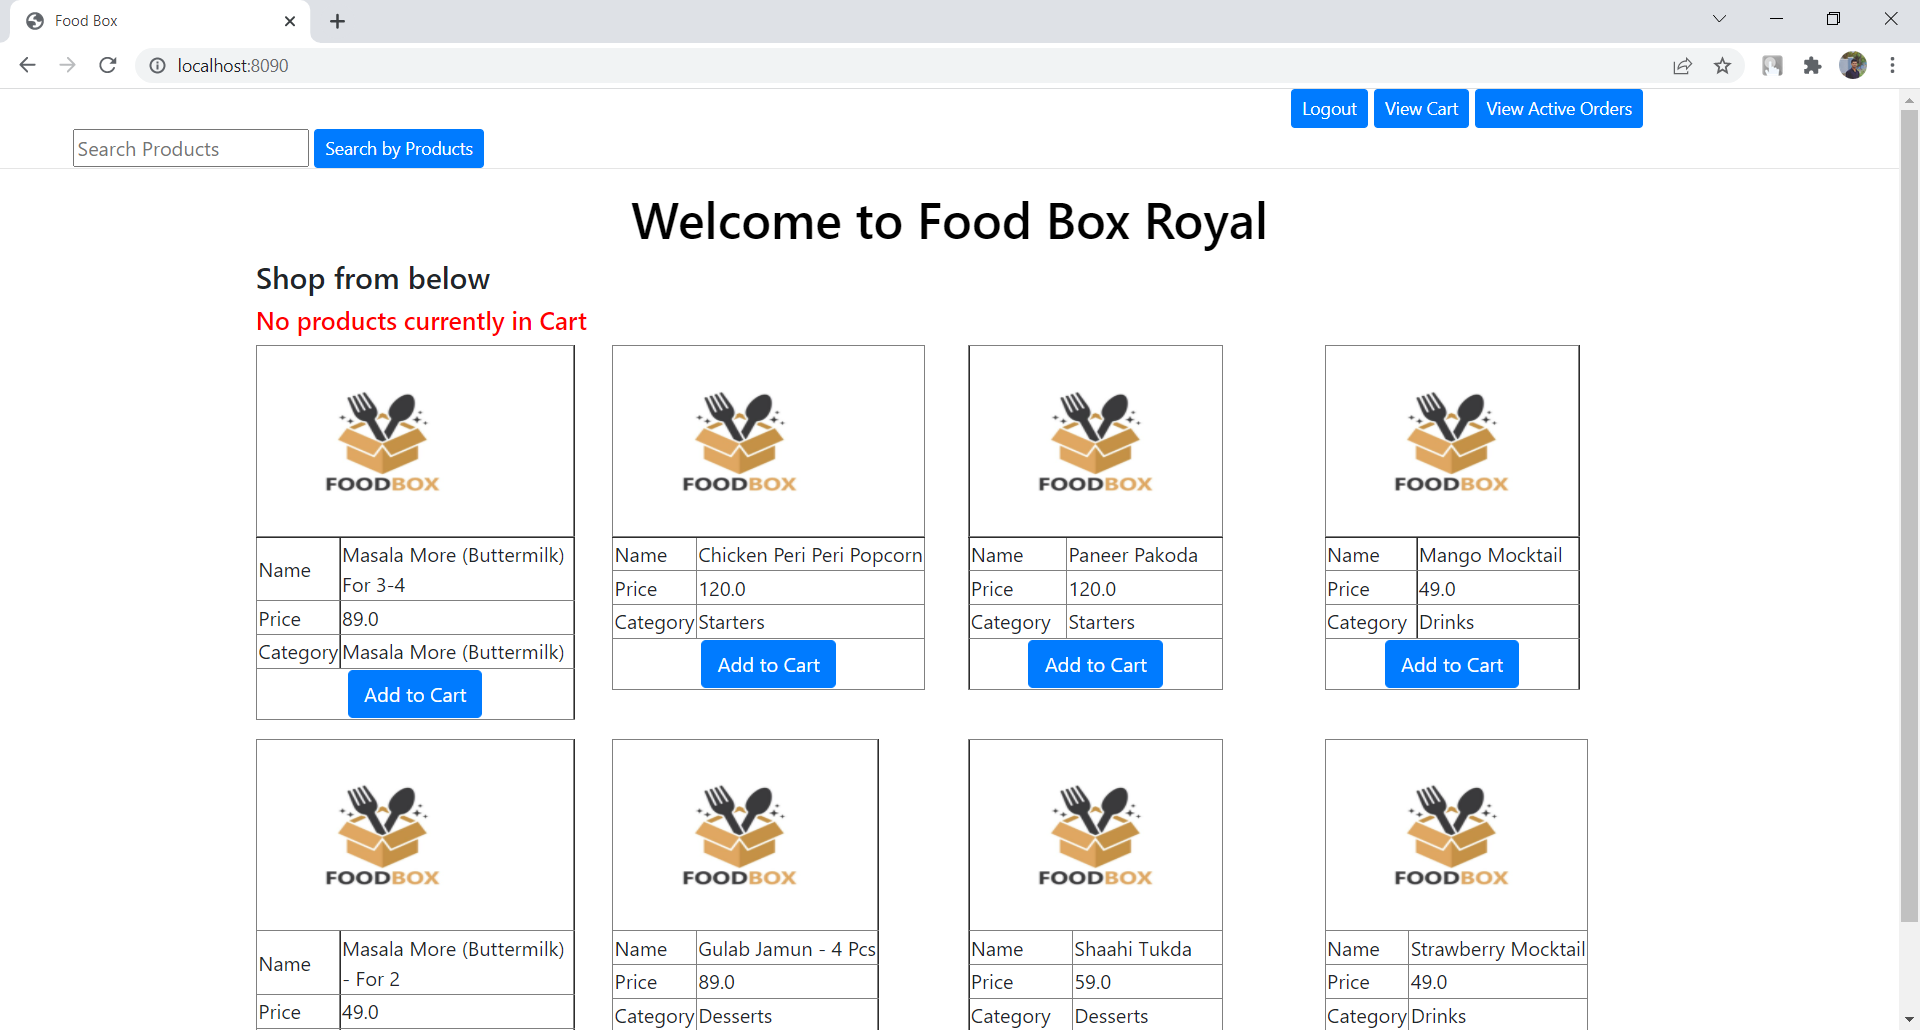 Food Box
localhost:8090
Logout View Cart View Active Orders
Search Products Search by Products
Welcome to Food Box Royal
Shop from below
No products currently in Cart
FOODBOX
Name Masala More (Buttermilk)
For 3-4
Price 89.0
Category Masala More (Buttermilk)
Add to Cart
FOODBOX
Name Chicken Peri Peri Popcorn
Price 120.0
Category Starters
Add to Cart
FOODBOX
Name Paneer Pakoda
Price 120.0
Category Starters
Add to Cart
FOODBOX
Name Mango Mocktail
Price 49.0
Category Drinks
Add to Cart
FOODBOX
Name Masala More (Buttermilk)
- For 2
Price 49.0
FOODBOX
Name Gulab Jamun - 4 Pcs
Price 89.0
Category Desserts
FOODBOX
Name Shaahi Tukda
Price 59.0
Category Desserts
FOODBOX
Name Strawberry Mocktail
Price 49.0
Category Drinks